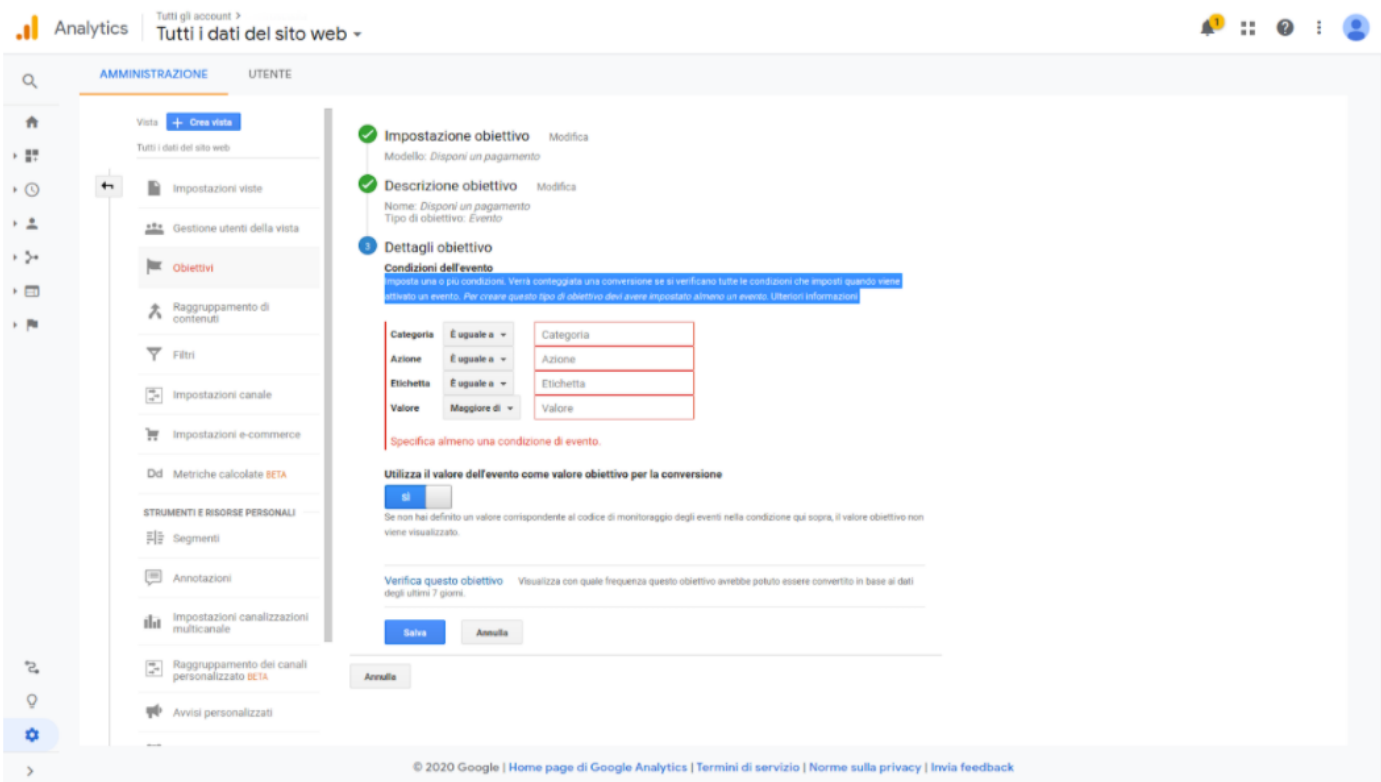 Analytics
Tutti gli account >
Tutti i dati del sito web
1
AMMINISTRAZIONE UTENTE
Vista + Crea vista
Tutti i dati del sito web
Impostazioni viste
Gestione utenti della vista
Obiettivi
Raggruppamento di
contenuti
Filtri
Impostazioni canale
Impostazioni e-commerce
Dd Metriche calcolate BETA
STRUMENTI E RISORSE PERSONALI
Segmenti
Annotazioni
Impostazioni canalizzazioni
multicanale
Raggruppamento dei canali
personalizzato BETA
Avvisi personalizzati
Impostazione obiettivo Modifica
Modello: Disponi un pagamento
Descrizione obiettivo Modifica
Nome: Disponi un pagamento
Tipo di obiettivo: Evento
3 Dettagli obiettivo
Condizioni dell'evento
Imposta una o più condizioni. Verrà conteggiata una conversione se si verificano tutte le condizioni che imposti quando viene
attivato un evento. Per creare questo tipo di obiettivo devi avere impostato almeno un evento. Ulteriori informazioni
Categoria È uguale a Categoria
Azione È uguale a Azione
Etichetta È uguale a Etichetta
Valore Maggiore di Valore
Specifica almeno una condizione di evento.
Utilizza il valore dell'evento come valore obiettivo per la conversione
SÌ
Se non hai definito un valore corrispondente al codice di monitoraggio degli eventi nella condizione qui sopra, il valore obiettivo non
viene visualizzato.
Verifica questo obiettivo Visualizza con quale frequenza questo obiettivo avrebbe potuto essere convertito in base ai dati
degli ultimi 7 giorni.
Salva Annulla
Annulla
© 2020 Google | Home page di Google Analytics | Termini di servizio | Norme sulla privacy | Invia feedback